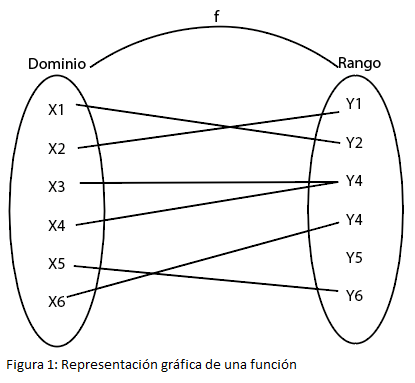 f
Dominio Rango
X1 Y1
X2 Y2
X3 Y4
X4 Y4
X5 Y5
X6 Y6
Figura 1: Representación gráfica de una función